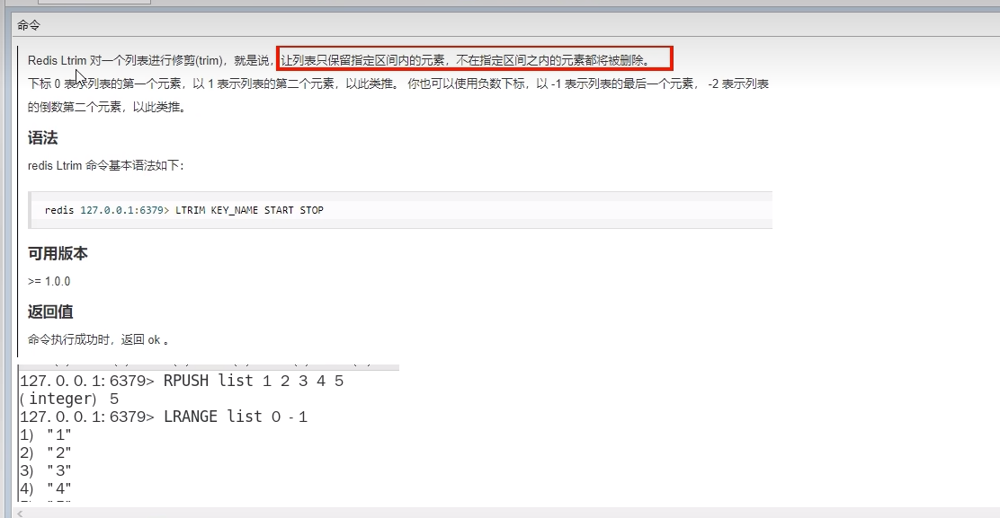 命令
Redis Ltrim 对一个列表进行修剪(trim)，就是说，让列表只保留指定区间内的元素，不在指定区间之内的元素都将被删除。
下标 0 表示列表的第一个元素，以 1 表示列表的第二个元素，以此类推。 你也可以使用负数下标，以 -1 表示列表的最后一个元素， -2 表示列表
的倒数第二个元素，以此类推。
语法
redis Ltrim 命令基本语法如下：
redis 127.0.0.1:6379> LTRIM KEY_NAME START STOP
可用版本
>= 1.0.0
返回值
命令执行成功时，返回 ok 。
127.0.0.1:6379> RPUSH list 1 2 3 4 5
(integer) 5
127.0.0.1:6379> LRANGE list 0 -1
1) "1"
2) "2"
3) "3"
4) "4"